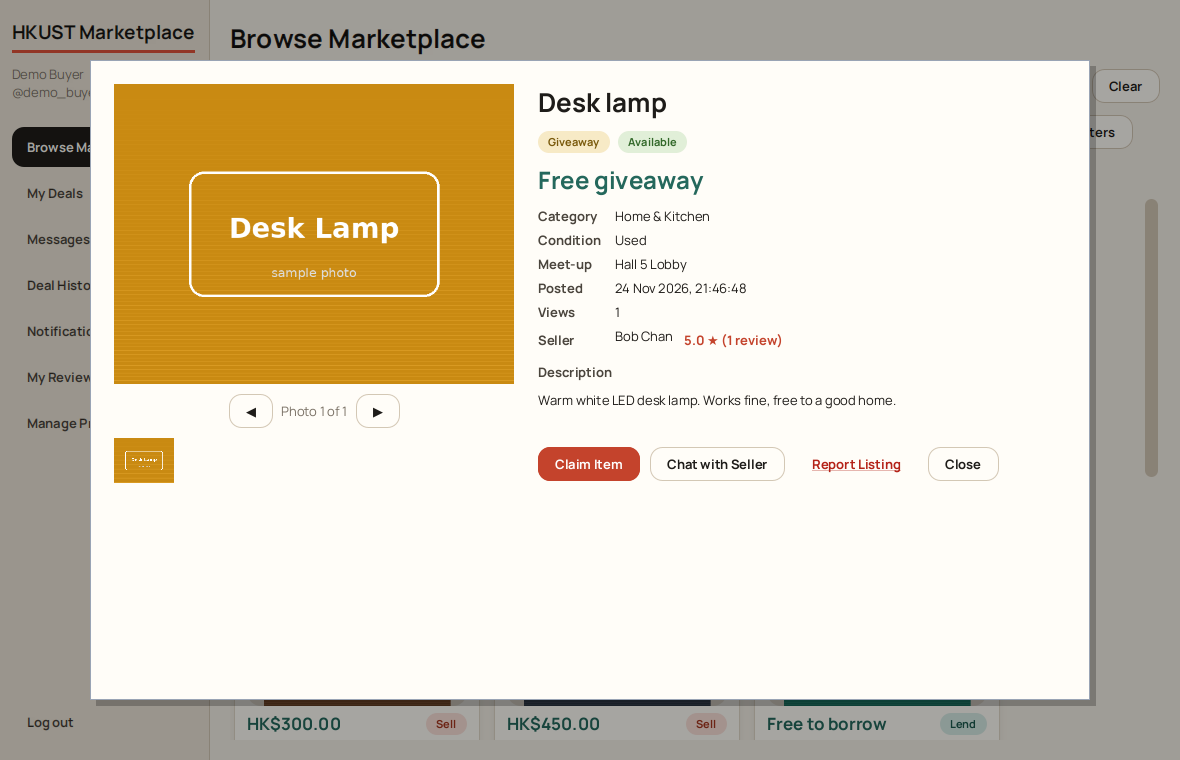 HKUST Marketplace
Demo Buyer
@demo_buye
Browse Ma
My Deals
Messages
Deal Histo
Notificatio
My Review
Manage Pr
Log out
Browse Marketplace
Clear
ters
Desk Lamp
sample photo
◀ Photo 1 of 1 ▶
Desk lamp
Giveaway Available
Free giveaway
Category Home & Kitchen
Condition Used
Meet-up Hall 5 Lobby
Posted 24 Nov 2026, 21:46:48
Views 1
Seller Bob Chan 5.0 ★ (1 review)
Description
Warm white LED desk lamp. Works fine, free to a good home.
Claim Item Chat with Seller Report Listing Close
HK$300.00 Sell HK$450.00 Sell Free to borrow Lend